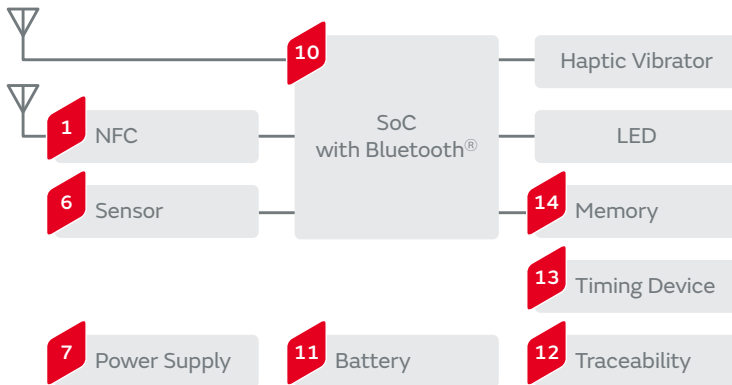 10
Haptic Vibrator
SoC
with Bluetooth®
1
NFC
LED
6
Sensor
14
Memory
13
Timing Device
7
Power Supply
11
Battery
12
Traceability